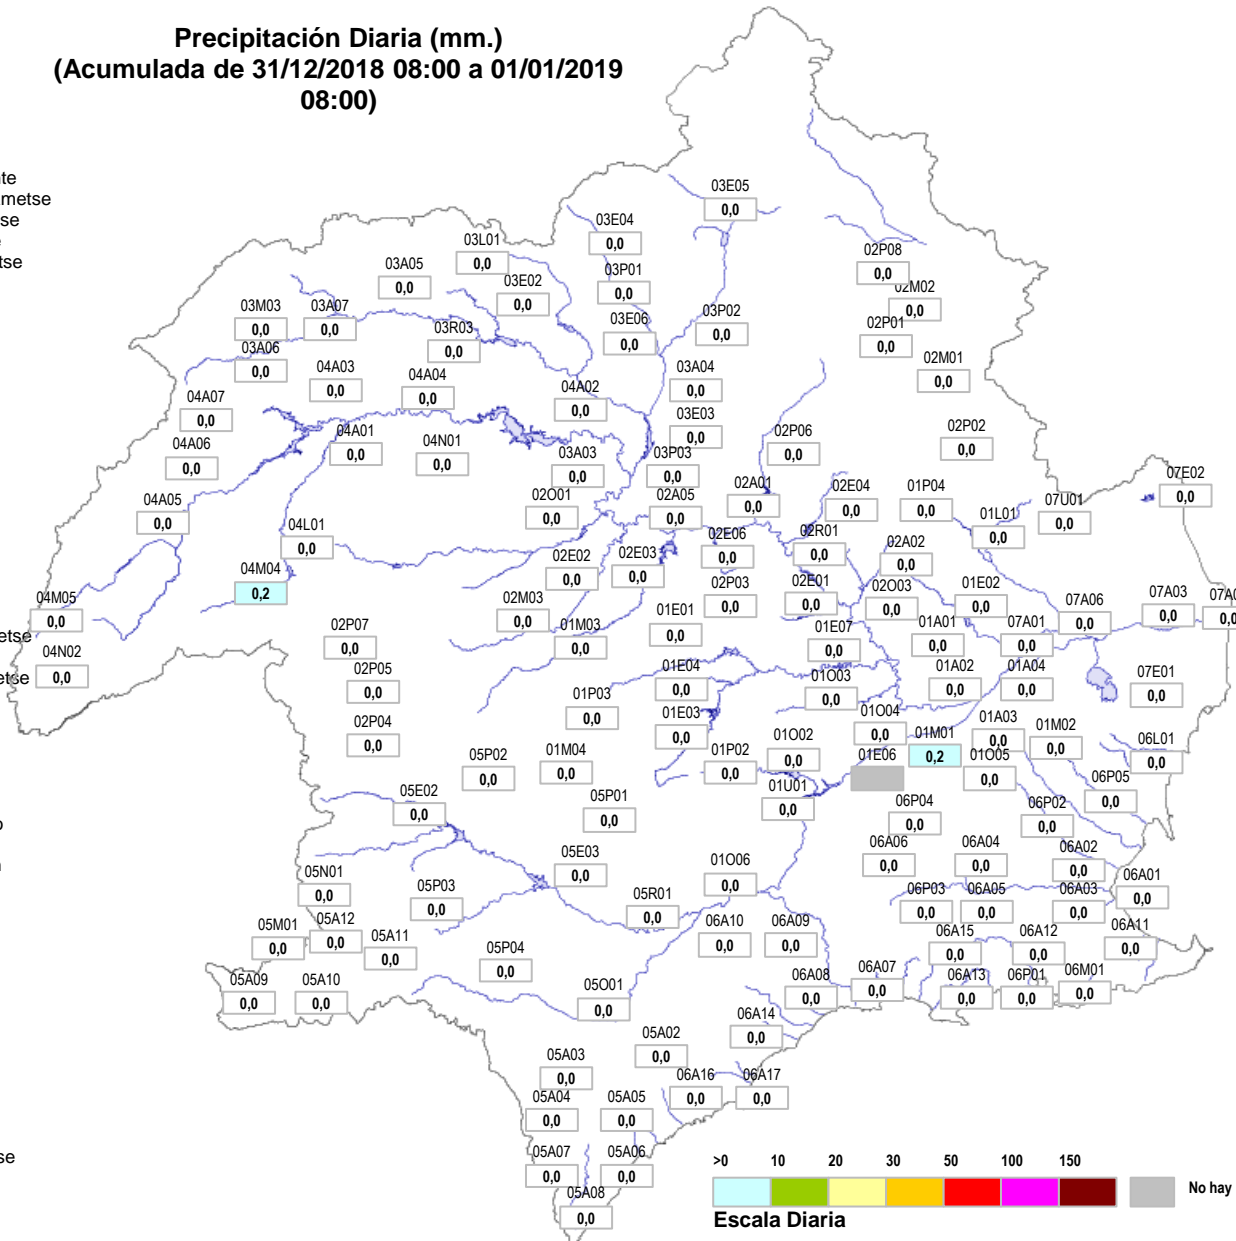 Precipitación Diaria (mm.)
(Acumulada de 31/12/2018 08:00 a 01/01/2019
08:00)
03E05
0,0
03E04
0,0
03L01
0,0
03A05
0,0
03E02
0,0
03P01
0,0
02P08
0,0
02M02
0,0
03M03
0,0
03A07
0,0
03R03
0,0
03E06
0,0
03P02
0,0
02P01
0,0
03A06
0,0
04A03
0,0
04A04
0,0
04A02
0,0
03A04
0,0
02M01
0,0
04A07
0,0
04A01
0,0
04N01
0,0
03E03
0,0
02P06
0,0
02P02
0,0
04A06
0,0
03A03
0,0
03P03
0,0
07E02
0,0
04A05
0,0
02O01
0,0
02A05
0,0
02A01
0,0
02E04
0,0
01P04
0,0
01L01
0,0
07U01
0,0
04L01
0,0
02E02
0,0
02E03
0,0
02E06
0,0
02R01
0,0
02A02
0,0
04M04
0,2
04M05
0,0
02M03
0,0
01E01
0,0
02P03
0,0
02E01
0,0
02O03
0,0
01E02
0,0
07A06
0,0
07A03
0,0
0,0
04N02
0,0
02P07
0,0
01M03
0,0
01E07
0,0
01A01
0,0
07A01
0,0
02P05
0,0
01E04
0,0
01O03
0,0
01A02
0,0
01A04
0,0
07E01
0,0
02P04
0,0
01P03
0,0
01E03
0,0
01O04
0,0
01M01
0,2
01A03
0,0
01M02
0,0
06L01
0,0
05P02
0,0
01M04
0,0
01P02
0,0
01O02
0,0
01E06
01O05
0,0
06P05
0,0
05E02
0,0
05P01
0,0
01U01
0,0
06P04
0,0
06P02
0,0
05E03
0,0
01O06
0,0
06A06
0,0
06A04
0,0
06A02
0,0
05N01
0,0
05P03
0,0
05R01
0,0
06P03
0,0
06A05
0,0
06A03
0,0
06A01
0,0
05M01
0,0
05A12
0,0
05A11
0,0
06A10
0,0
06A09
0,0
06A15
0,0
06A12
0,0
06A11
0,0
05A09
0,0
05A10
0,0
05P04
0,0
05O01
0,0
06A08
0,0
06A07
0,0
06A13
0,0
06P01
0,0
06M01
0,0
05A02
0,0
06A14
0,0
05A03
0,0
06A16
0,0
06A17
0,0
05A04
0,0
05A05
0,0
05A07
0,0
05A06
0,0
05A08
0,0
>0 10 20 30 50 100 150
No hay
Escala Diaria